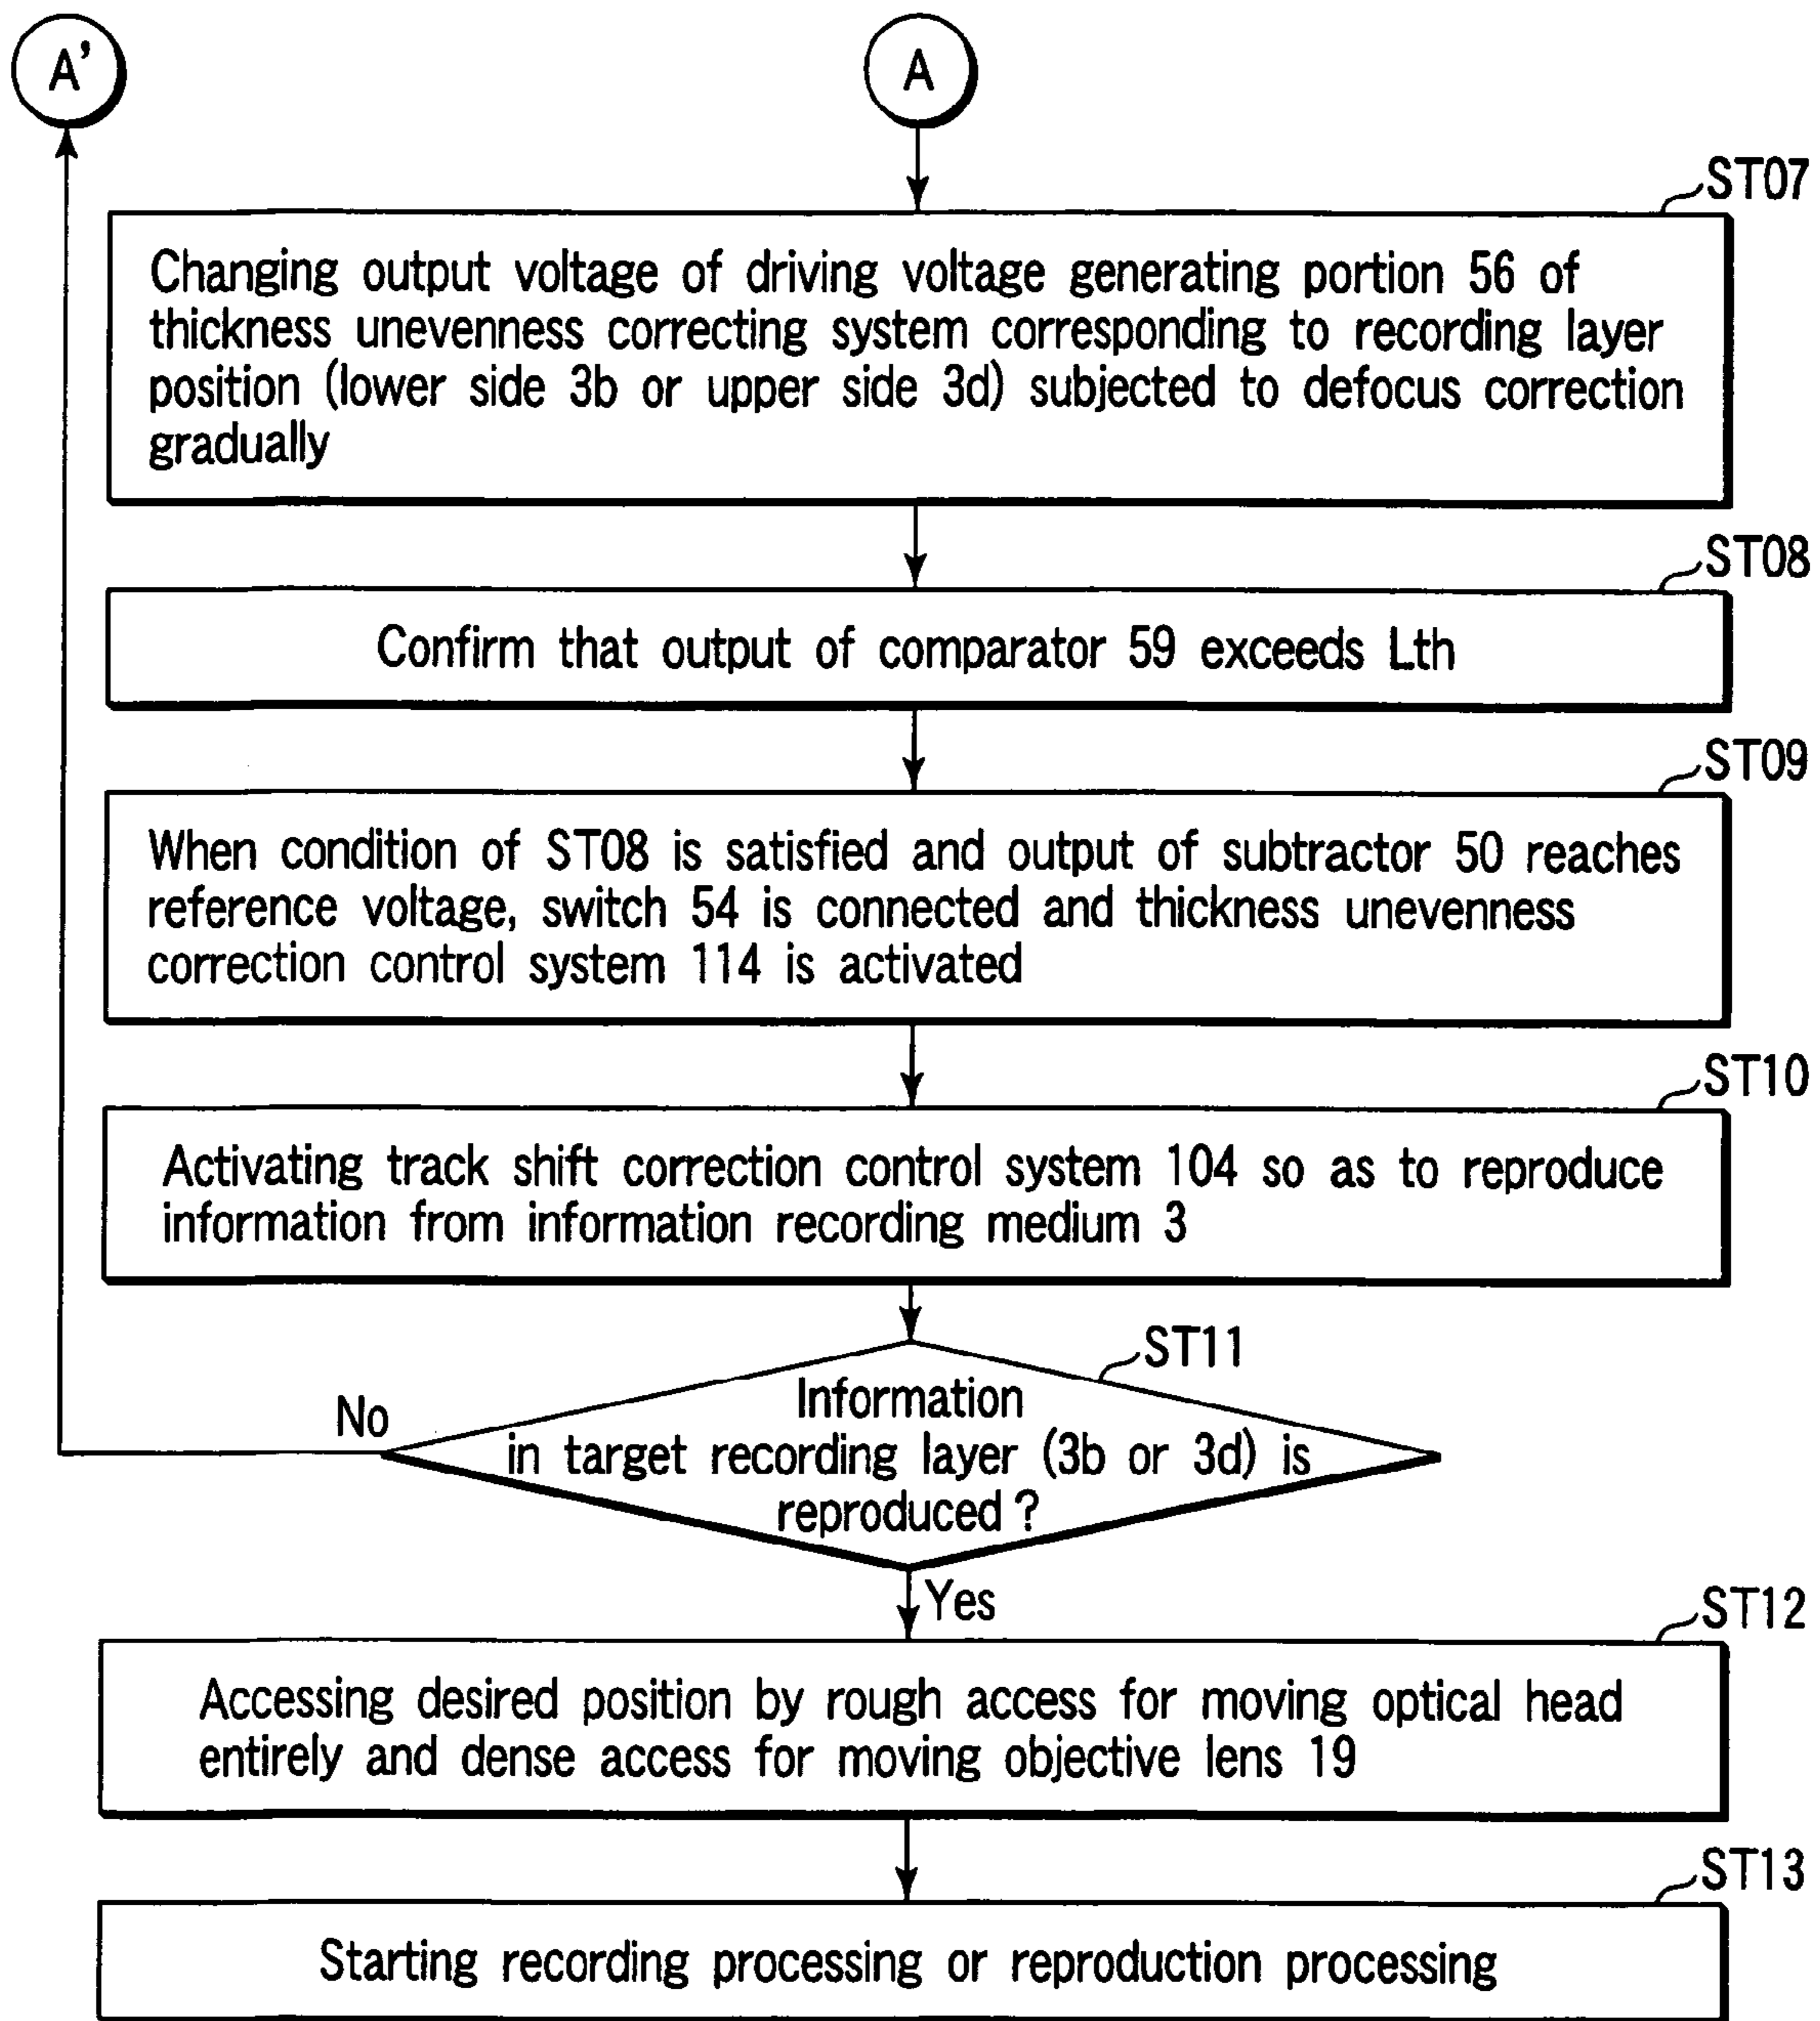 A'
A
ST07
Changing output voltage of driving voltage generating portion 56 of
thickness unevenness correcting system corresponding to recording layer
position (lower side 3b or upper side 3d) subjected to defocus correction
gradually
ST08
Confirm that output of comparator 59 exceeds Lth
ST09
When condition of ST08 is satisfied and output of subtractor 50 reaches
reference voltage, switch 54 is connected and thickness unevenness
correction control system 114 is activated
ST10
Activating track shift correction control system 104 so as to reproduce
information from information recording medium 3
ST11
Information
in target recording layer (3b or 3d) is
reproduced?
No
Yes
ST12
Accessing desired position by rough access for moving optical head
entirely and dense access for moving objective lens 19
ST13
Starting recording processing or reproduction processing